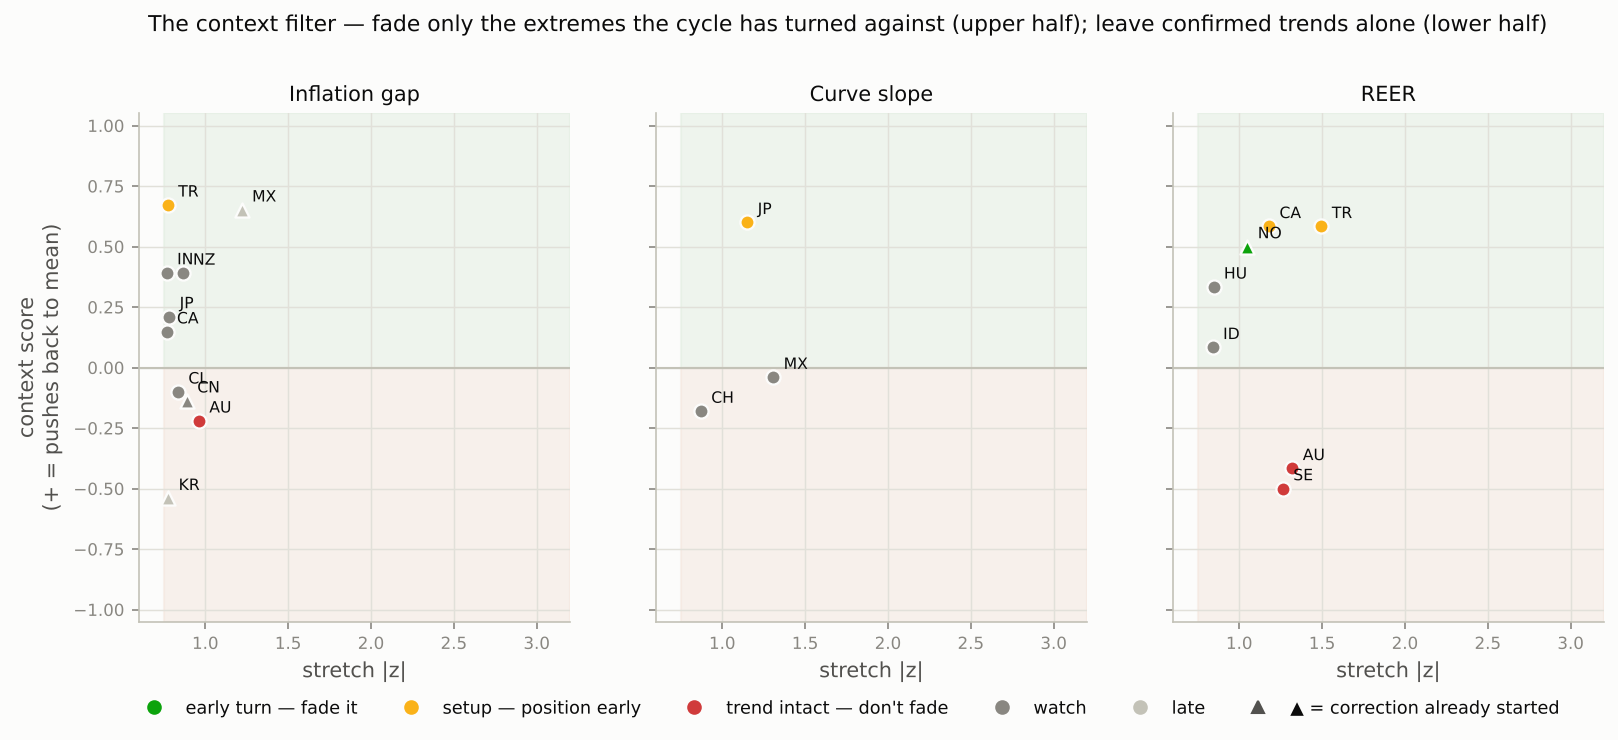 The context filter — fade only the extremes the cycle has turned against (upper half); leave confirmed trends alone (lower half)
Inflation gap
Curve slope
REER
context score
(+ = pushes back to mean)
1.00
0.75
0.50
0.25
0.00
−0.25
−0.50
−0.75
−1.00
TR
MX
IN
NZ
JP
CA
CL
CN
AU
KR
1.0 1.5 2.0 2.5 3.0
stretch |z|
JP
MX
CH
1.0 1.5 2.0 2.5 3.0
stretch |z|
CA
TR
NO
HU
ID
AU
SE
1.0 1.5 2.0 2.5 3.0
stretch |z|
early turn — fade it
setup — position early
trend intact — don't fade
watch
late
▲ = correction already started